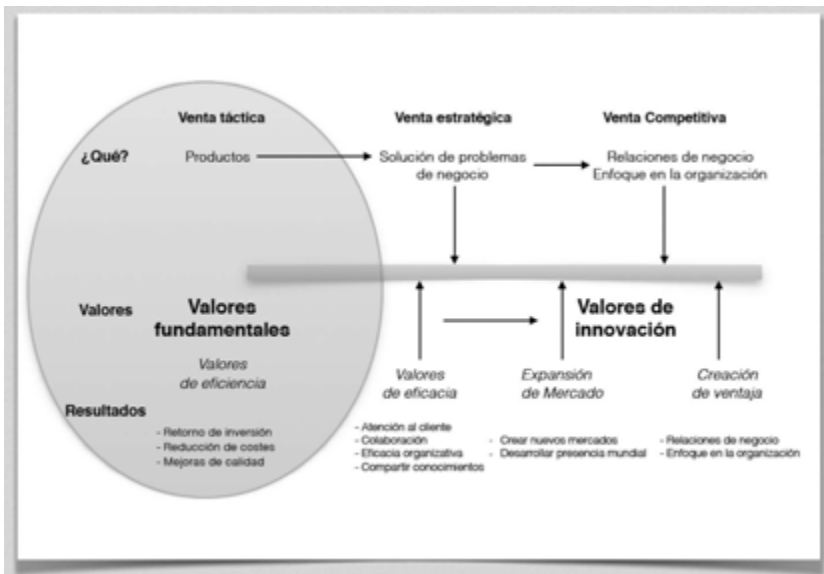 Venta táctica
Venta estratégica
Venta Competitiva
¿Qué?
Productos
Solución de problemas
de negocio
Relaciones de negocio
Enfoque en la organización
Valores
Valores
fundamentales
Valores de
innovación
Valores
de eficiencia
Valores
de eficacia
Expansión
de Mercado
Creación
de ventaja
Resultados
- Retorno de inversión
- Reducción de costes
- Mejoras de calidad
- Atención al cliente
- Colaboración
- Eficacia organizativa
- Compartir conocimientos
- Crear nuevos mercados
- Desarrollar presencia mundial
- Relaciones de negocio
- Enfoque en la organización